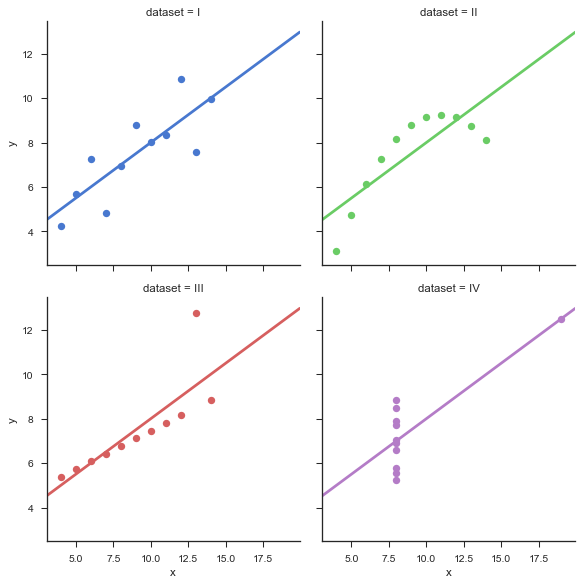 dataset = I
dataset = II
12
10
8
6
4
y
dataset = III
dataset = IV
12
10
8
6
4
y
5.0 7.5 10.0 12.5 15.0 17.5
5.0 7.5 10.0 12.5 15.0 17.5
x
x